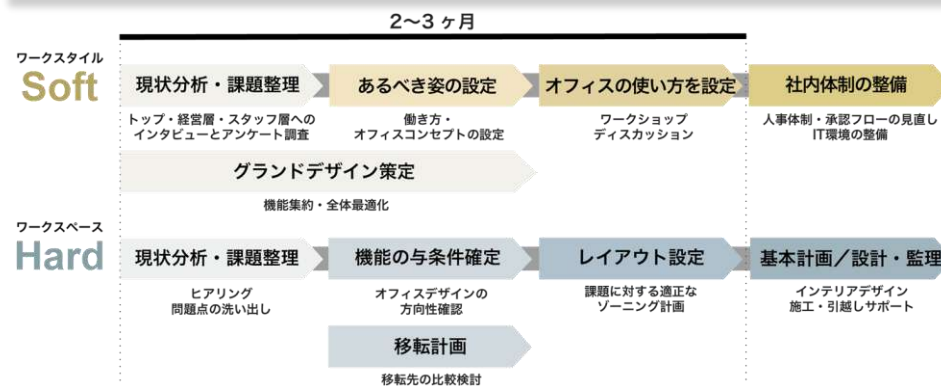 2〜3ヶ月
ワークスタイル
Soft
現状分析・課題整理
あるべき姿の設定
オフィスの使い方を設定
社内体制の整備
トップ・経営層・スタッフ層への
インタビューとアンケート調査
働き方・
オフィスコンセプトの設定
ワークショップ
ディスカッション
人事体制・承認フローの見直し
IT環境の整備
グランドデザイン策定
機能集約・全体最適化
ワークスペース
Hard
現状分析・課題整理
機能の与条件確定
レイアウト設定
基本計画／設計・監理
ヒアリング
問題点の洗い出し
オフィスデザインの
方向性確認
課題に対する適正な
ゾーニング計画
インテリアデザイン
施工・引越しサポート
移転計画
移転先の比較検討